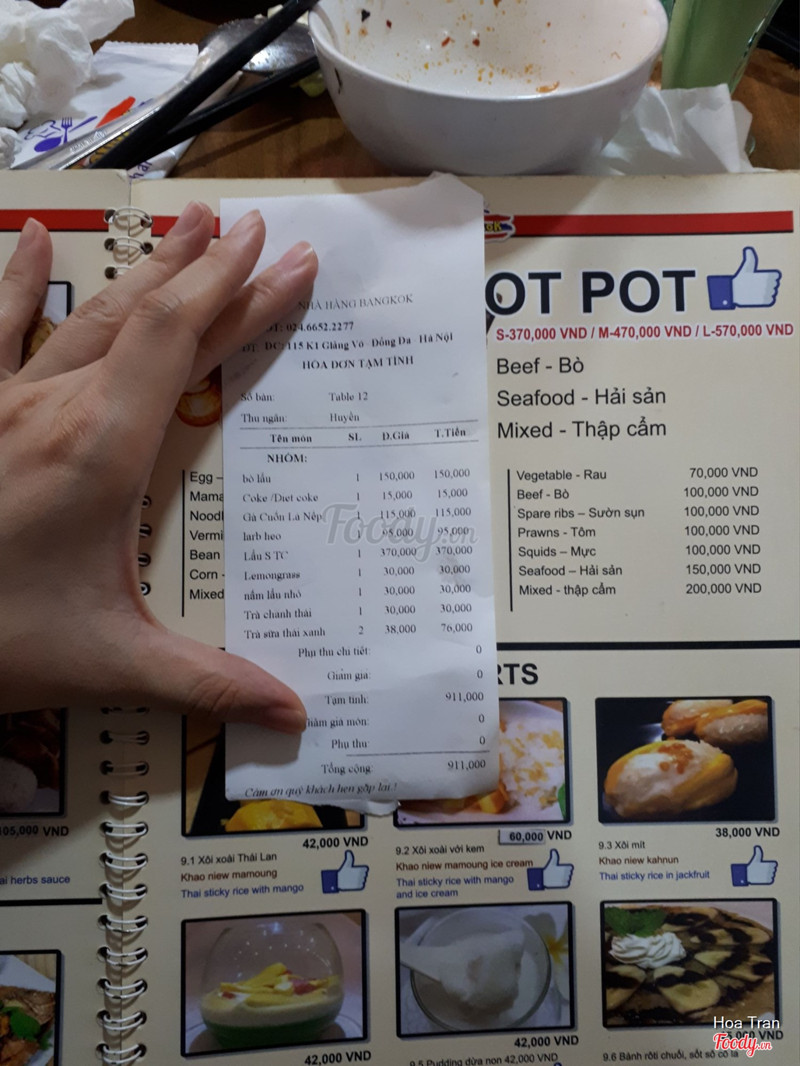 NHÀ HÀNG BANGKOK
ĐT: 024.6652.2277
ĐC: 115 K1 Giảng Võ - Đống Đa - Hà Nội
HÓA ĐƠN TẠM TÍNH
Số bàn: Table 12
Thu ngân: Huyền
Tên món SL Đ.Giá T.Tiền
NHÓM:
bò lẩu 1 150,000 150,000
Coke /Diet coke 1 15,000 15,000
Gà Cuốn Lá Nếp 1 115,000 115,000
larb heo 1 95,000 95,000
Lẩu S TC 1 370,000 370,000
Lemongrass 1 30,000 30,000
nấm lẩu nhỏ 1 30,000 30,000
Trà chanh thái 1 30,000 30,000
Trà sữa thái xanh 2 38,000 76,000
Phụ thu chi tiết: 0
Giảm giá: 0
Tạm tính: 911,000
giá món: 0
Phụ thu: 0
Tổng cộng: 911,000
Cảm ơn quý khách hẹn gặp lại.!
Foody.vn
OT POT
S-370,000 VND / M-470,000 VND / L-570,000 VND
Beef - Bò
Seafood - Hải sản
Mixed - Thập cẩm
Egg –
Mama
Noodl
Vermi
Bean
Corn -
Mixed
Vegetable - Rau 70,000 VND
Beef - Bò 100,000 VND
Spare ribs – Sườn sụn 100,000 VND
Prawns - Tôm 100,000 VND
Squids – Mực 100,000 VND
Seafood – Hải sản 150,000 VND
Mixed - thập cẩm 200,000 VND
RTS
105,000 VND
ai herbs sauce
42,000 VND
9.1 Xôi xoài Thái Lan
Khao niew mamoung
Thai sticky rice with mango
60,000 VND
9.2 Xôi xoài với kem
Khao niew mamoung ice cream
Thai sticky rice with mango
and ice cream
38,000 VND
9.3 Xôi mít
Khao niew kahnun
Thai sticky rice in jackfruit
42,000 VND
42,000 VND
9.5 Pudding dừa non 42,000 VND
5,000 VND
9.6 Bánh rôti chuối, sốt sô cô la
Hoa Tran
Foody.vn